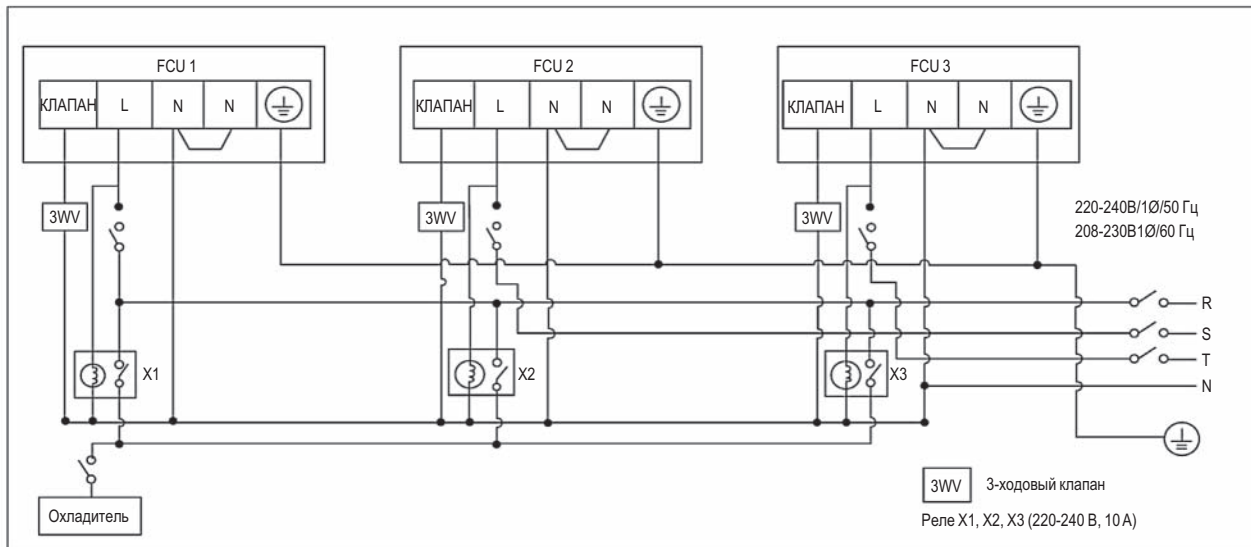 FCU 1
КЛАПАН L N N
FCU 2
КЛАПАН L N N
FCU 3
КЛАПАН L N N
3WV
3WV
3WV
220-240В/1Ø/50 Гц
208-230В1Ø/60 Гц
R
S
T
N
X1
X2
X3
Охладитель
3WV 3-ходовый клапан
Реле X1, X2, X3 (220-240 В, 10 А)